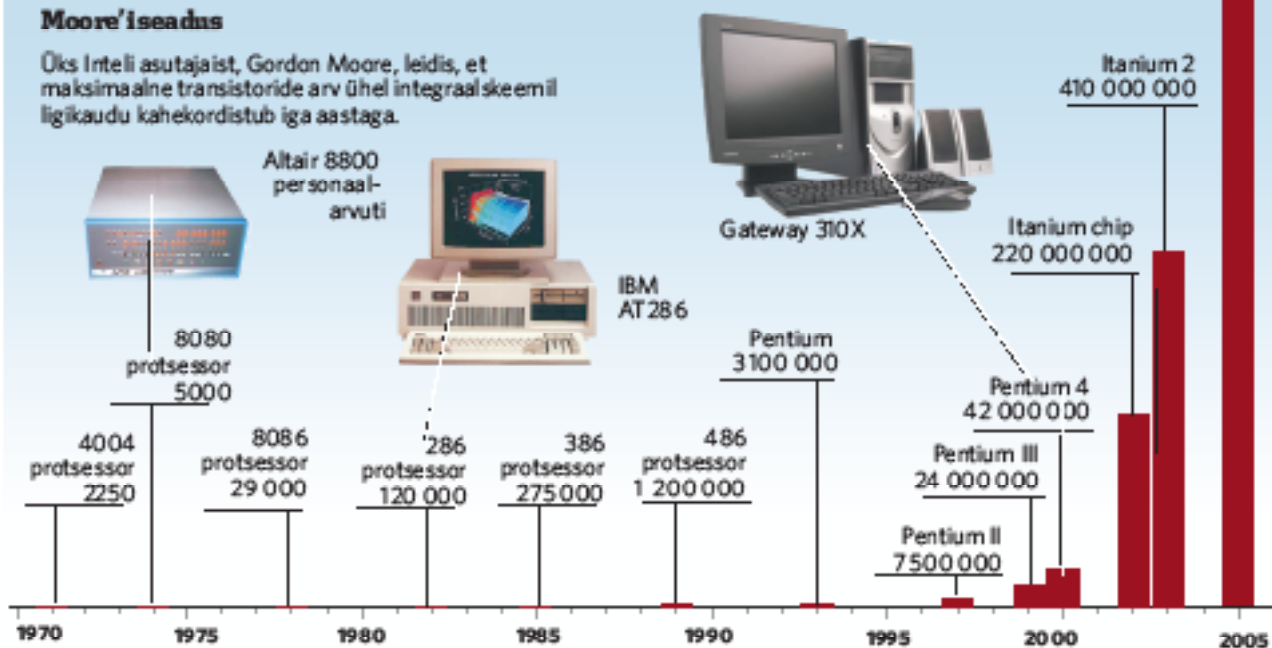 Moore'i seadus
Üks Inteli asutajaist, Gordon Moore, leidis, et
maksimaalne transistoride arv ühel integraalskeemil
ligikaudu kahekordistub iga aastaga.
Altair 8800
personaal-
arvuti
IBM
AT 286
Gateway 310X
4004
protsessor
2250
8080
protsessor
5000
8086
protsessor
29 000
286
protsessor
120 000
386
protsessor
275 000
486
protsessor
1 200 000
Pentium
3 100 000
Pentium II
7 500 000
Pentium III
24 000 000
Pentium 4
42 000 000
Itanium chip
220 000 000
Itanium 2
410 000 000
1970
1975
1980
1985
1990
1995
2000
2005